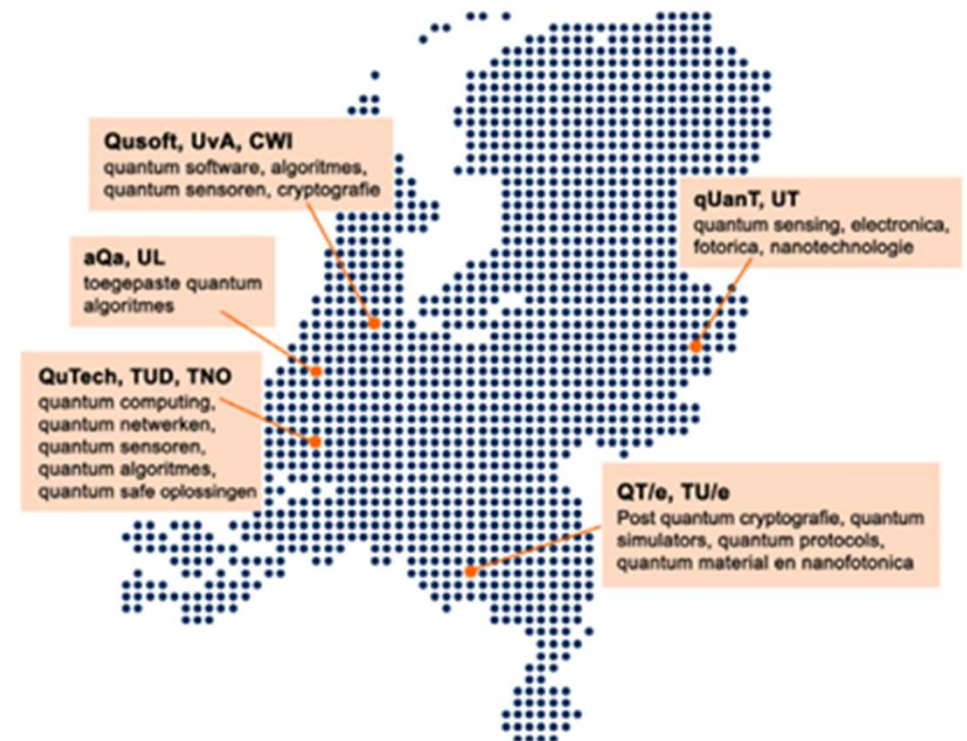 Qusoft, UvA, CWI
quantum software, algoritmes,
quantum sensoren, cryptografie
qUanT, UT
quantum sensing, electronica,
fotorica, nanotechnologie
aQa, UL
toegepaste quantum
algoritmes
QuTech, TUD, TNO
quantum computing,
quantum netwerken,
quantum sensoren,
quantum algoritmes,
quantum safe oplossingen
QT/e, TU/e
Post quantum cryptografie, quantum
simulators, quantum protocols,
quantum material en nanofotonica